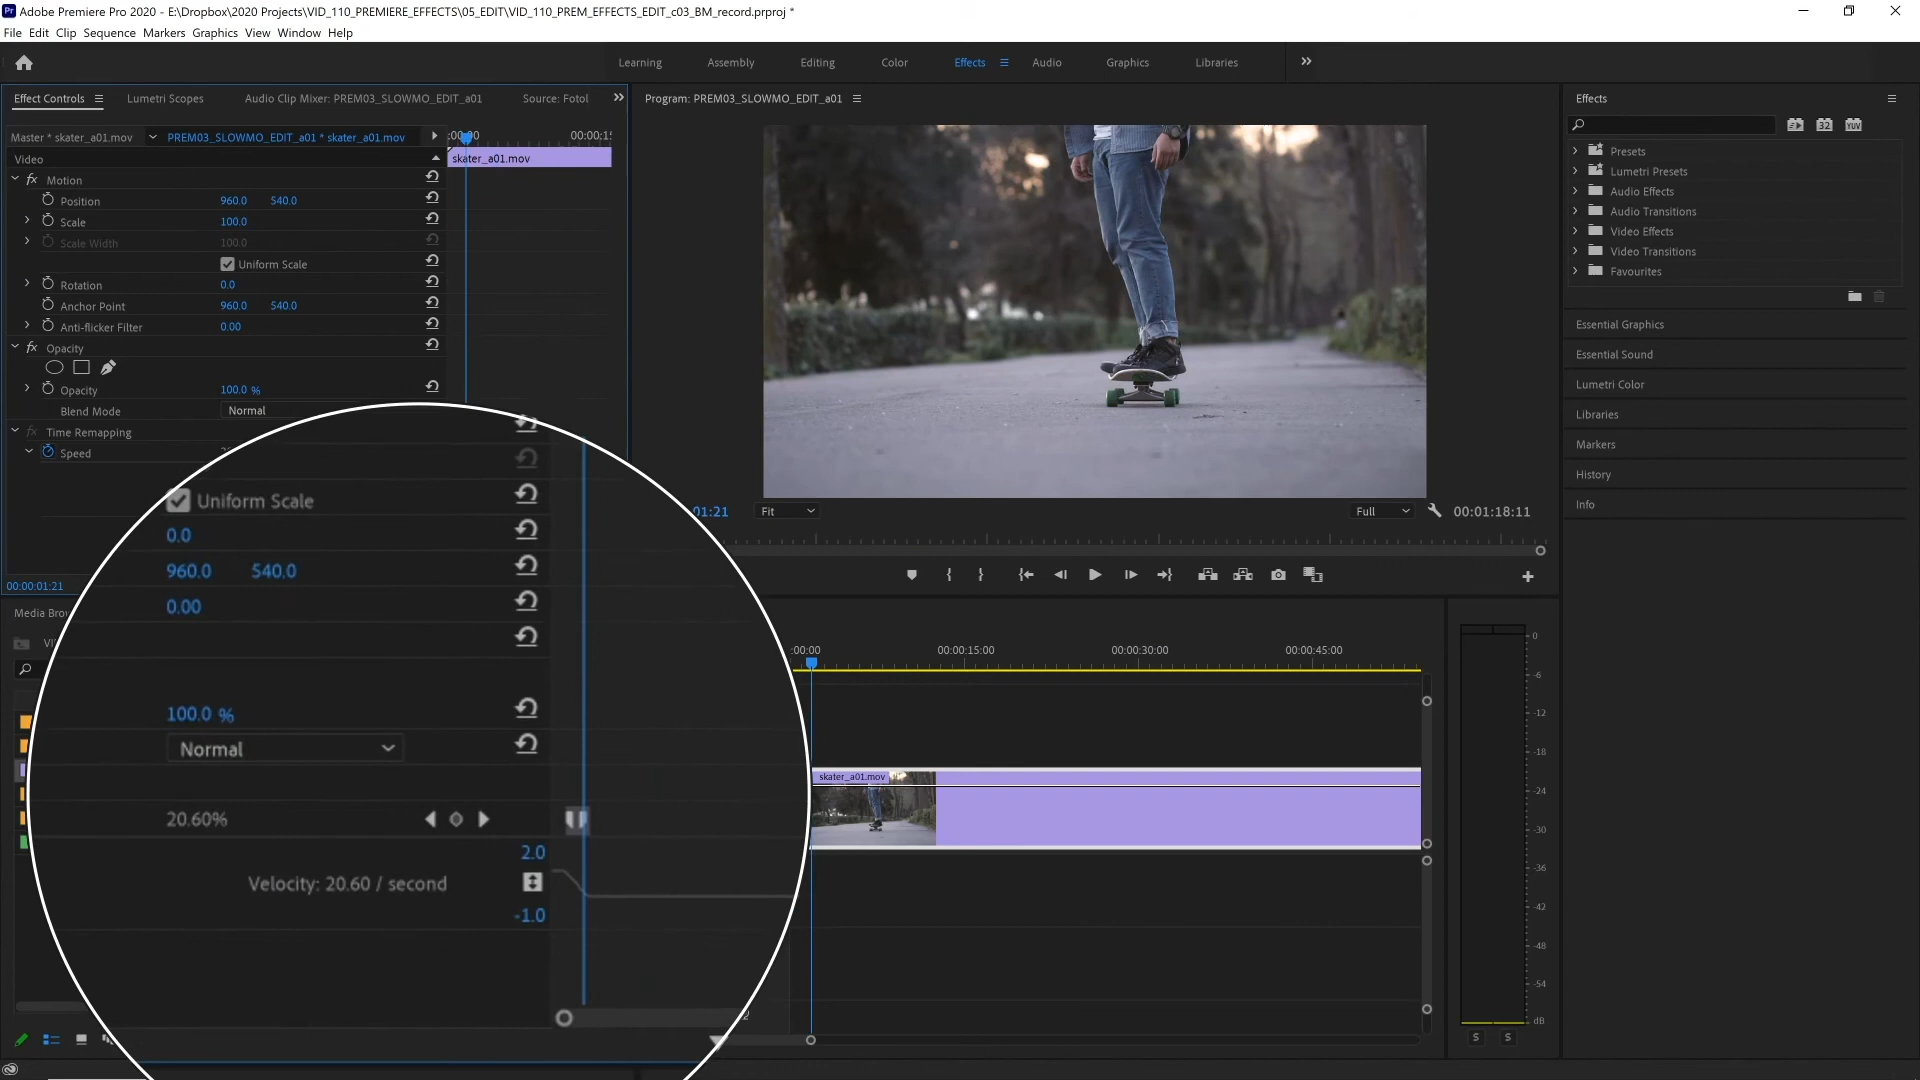 Adobe Premiere Pro 2020 - E:\Dropbox\2020 Projects\VID_110_PREMIERE_EFFECTS\05_EDIT\VID_110_PREM_EFFECTS_EDIT_c03_BM_record.prproj *
File Edit Clip Sequence Markers Graphics View Window Help
Learning Assembly Editing Color Effects Audio Graphics Libraries
Effect Controls Lumetri Scopes Audio Clip Mixer: PREM03_SLOWMO_EDIT_a01 Source: Fotol
Program: PREM03_SLOWMO_EDIT_a01
Effects
Master * skater_a01.mov PREM03_SLOWMO_EDIT_a01 * skater_a01.mov
;00:00 00:00:15
Video
skater_a01.mov
fx Motion
Position 960.0 540.0
Scale 100.0
Scale Width 100.0
Uniform Scale
Rotation 0.0
Anchor Point 960.0 540.0
Anti-flicker Filter 0.00
fx Opacity
Opacity 100.0 %
Blend Mode Normal
fx Time Remapping
Speed
00:00:01:21
Media Brow
Uniform Scale
0.0
960.0 540.0
0.00
100.0 %
Normal
20.60%
2.0
Velocity: 20.60 / second
-1.0
01:21
Fit
Full
00:01:18:11
:00:00 00:00:15:00 00:00:30:00 00:00:45:00
skater_a01.mov
0
-6
-12
-18
-24
-30
-36
-42
-48
-54
dB
S S
32 YUV
Presets
Lumetri Presets
Audio Effects
Audio Transitions
Video Effects
Video Transitions
Favourites
Essential Graphics
Essential Sound
Lumetri Color
Libraries
Markers
History
Info